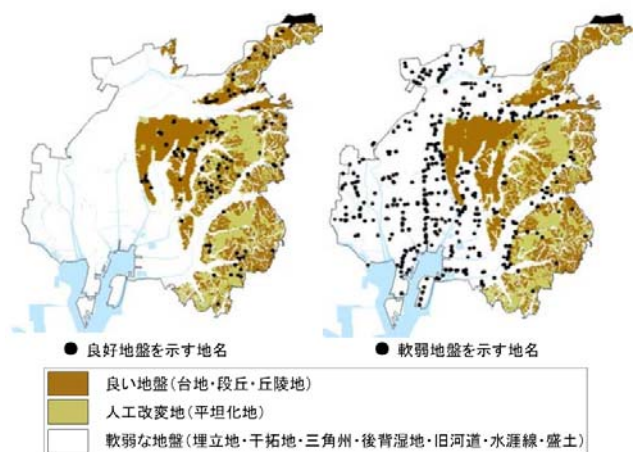 ● 良好地盤を示す地名
● 軟弱地盤を示す地名
良い地盤(台地・段丘・丘陵地)
人工改変地(平坦化地)
軟弱な地盤(埋立地・干拓地・三角州・後背湿地・旧河道・水涯線・盛土)